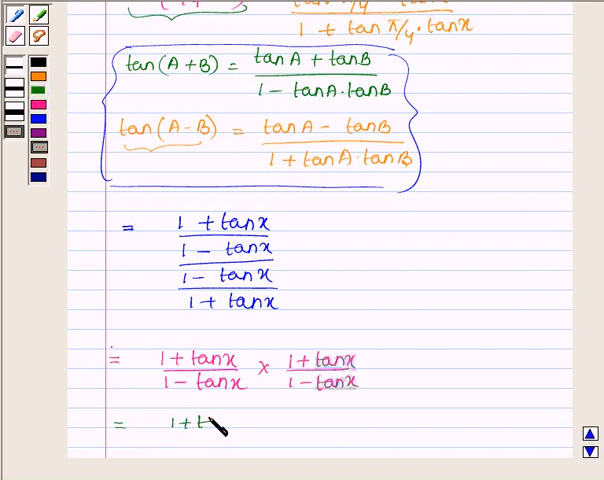 1 + tan π/4 · tanx
tan(A+B) = tanA + tanB
1 - tanA·tanB
tan(A-B) = tanA - tanB
1 + tanA·tanB
= 1 + tanx
1 - tanx
1 - tanx
1 + tanx
= 1+tanx × 1+tanx
1 - tanx 1 - tanx
= 1+t